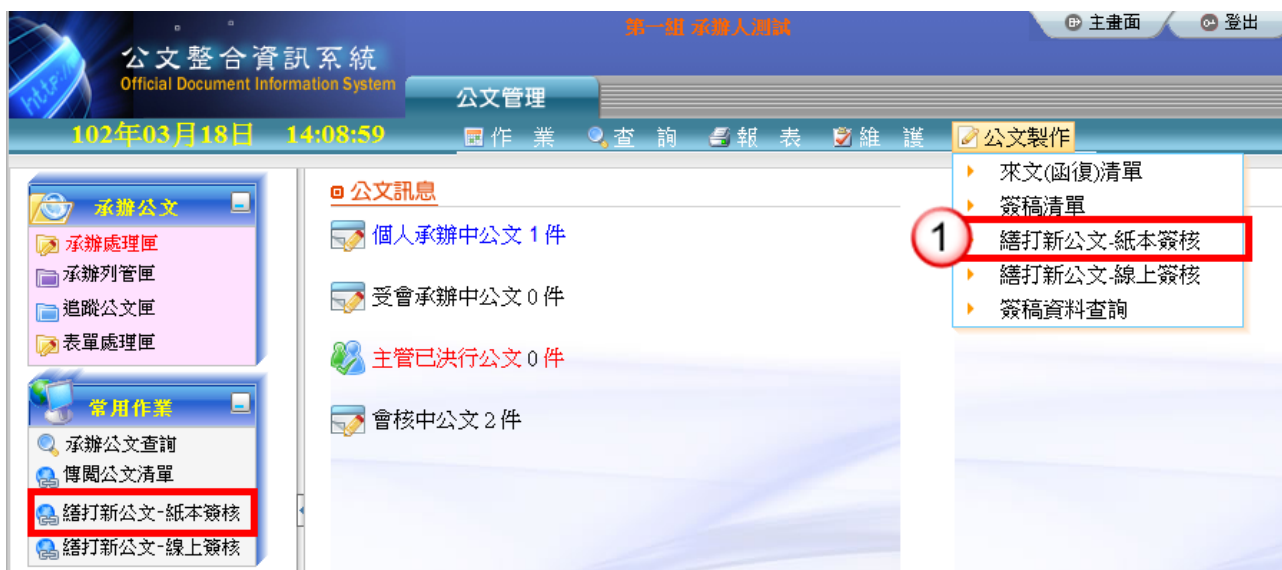 第一組 承辦人測試
主畫面
登出
公文整合資訊系統
Official Document Information System
http://
公文管理
102年03月18日 14:08:59
作 業
查 詢
報 表
維 護
公文製作
來文(函復)清單
簽稿清單
1
繕打新公文-紙本簽核
繕打新公文-線上簽核
簽稿資料查詢
承辦公文
承辦處理匣
承辦列管匣
追蹤公文匣
表單處理匣
常用作業
承辦公文查詢
傳閱公文清單
繕打新公文-紙本簽核
繕打新公文-線上簽核
公文訊息
個人承辦中公文 1 件
受會承辦中公文 0 件
主管已決行公文 0 件
會核中公文 2 件